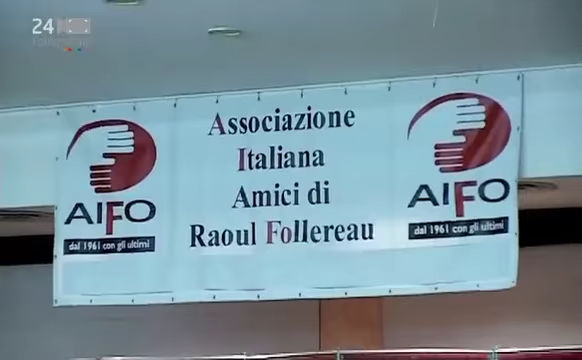 24
AIFO
dal 1961 con gli ultimi
Associazione
Italiana
Amici di
Raoul Follereau
AIFO
dal 1961 con gli ultimi